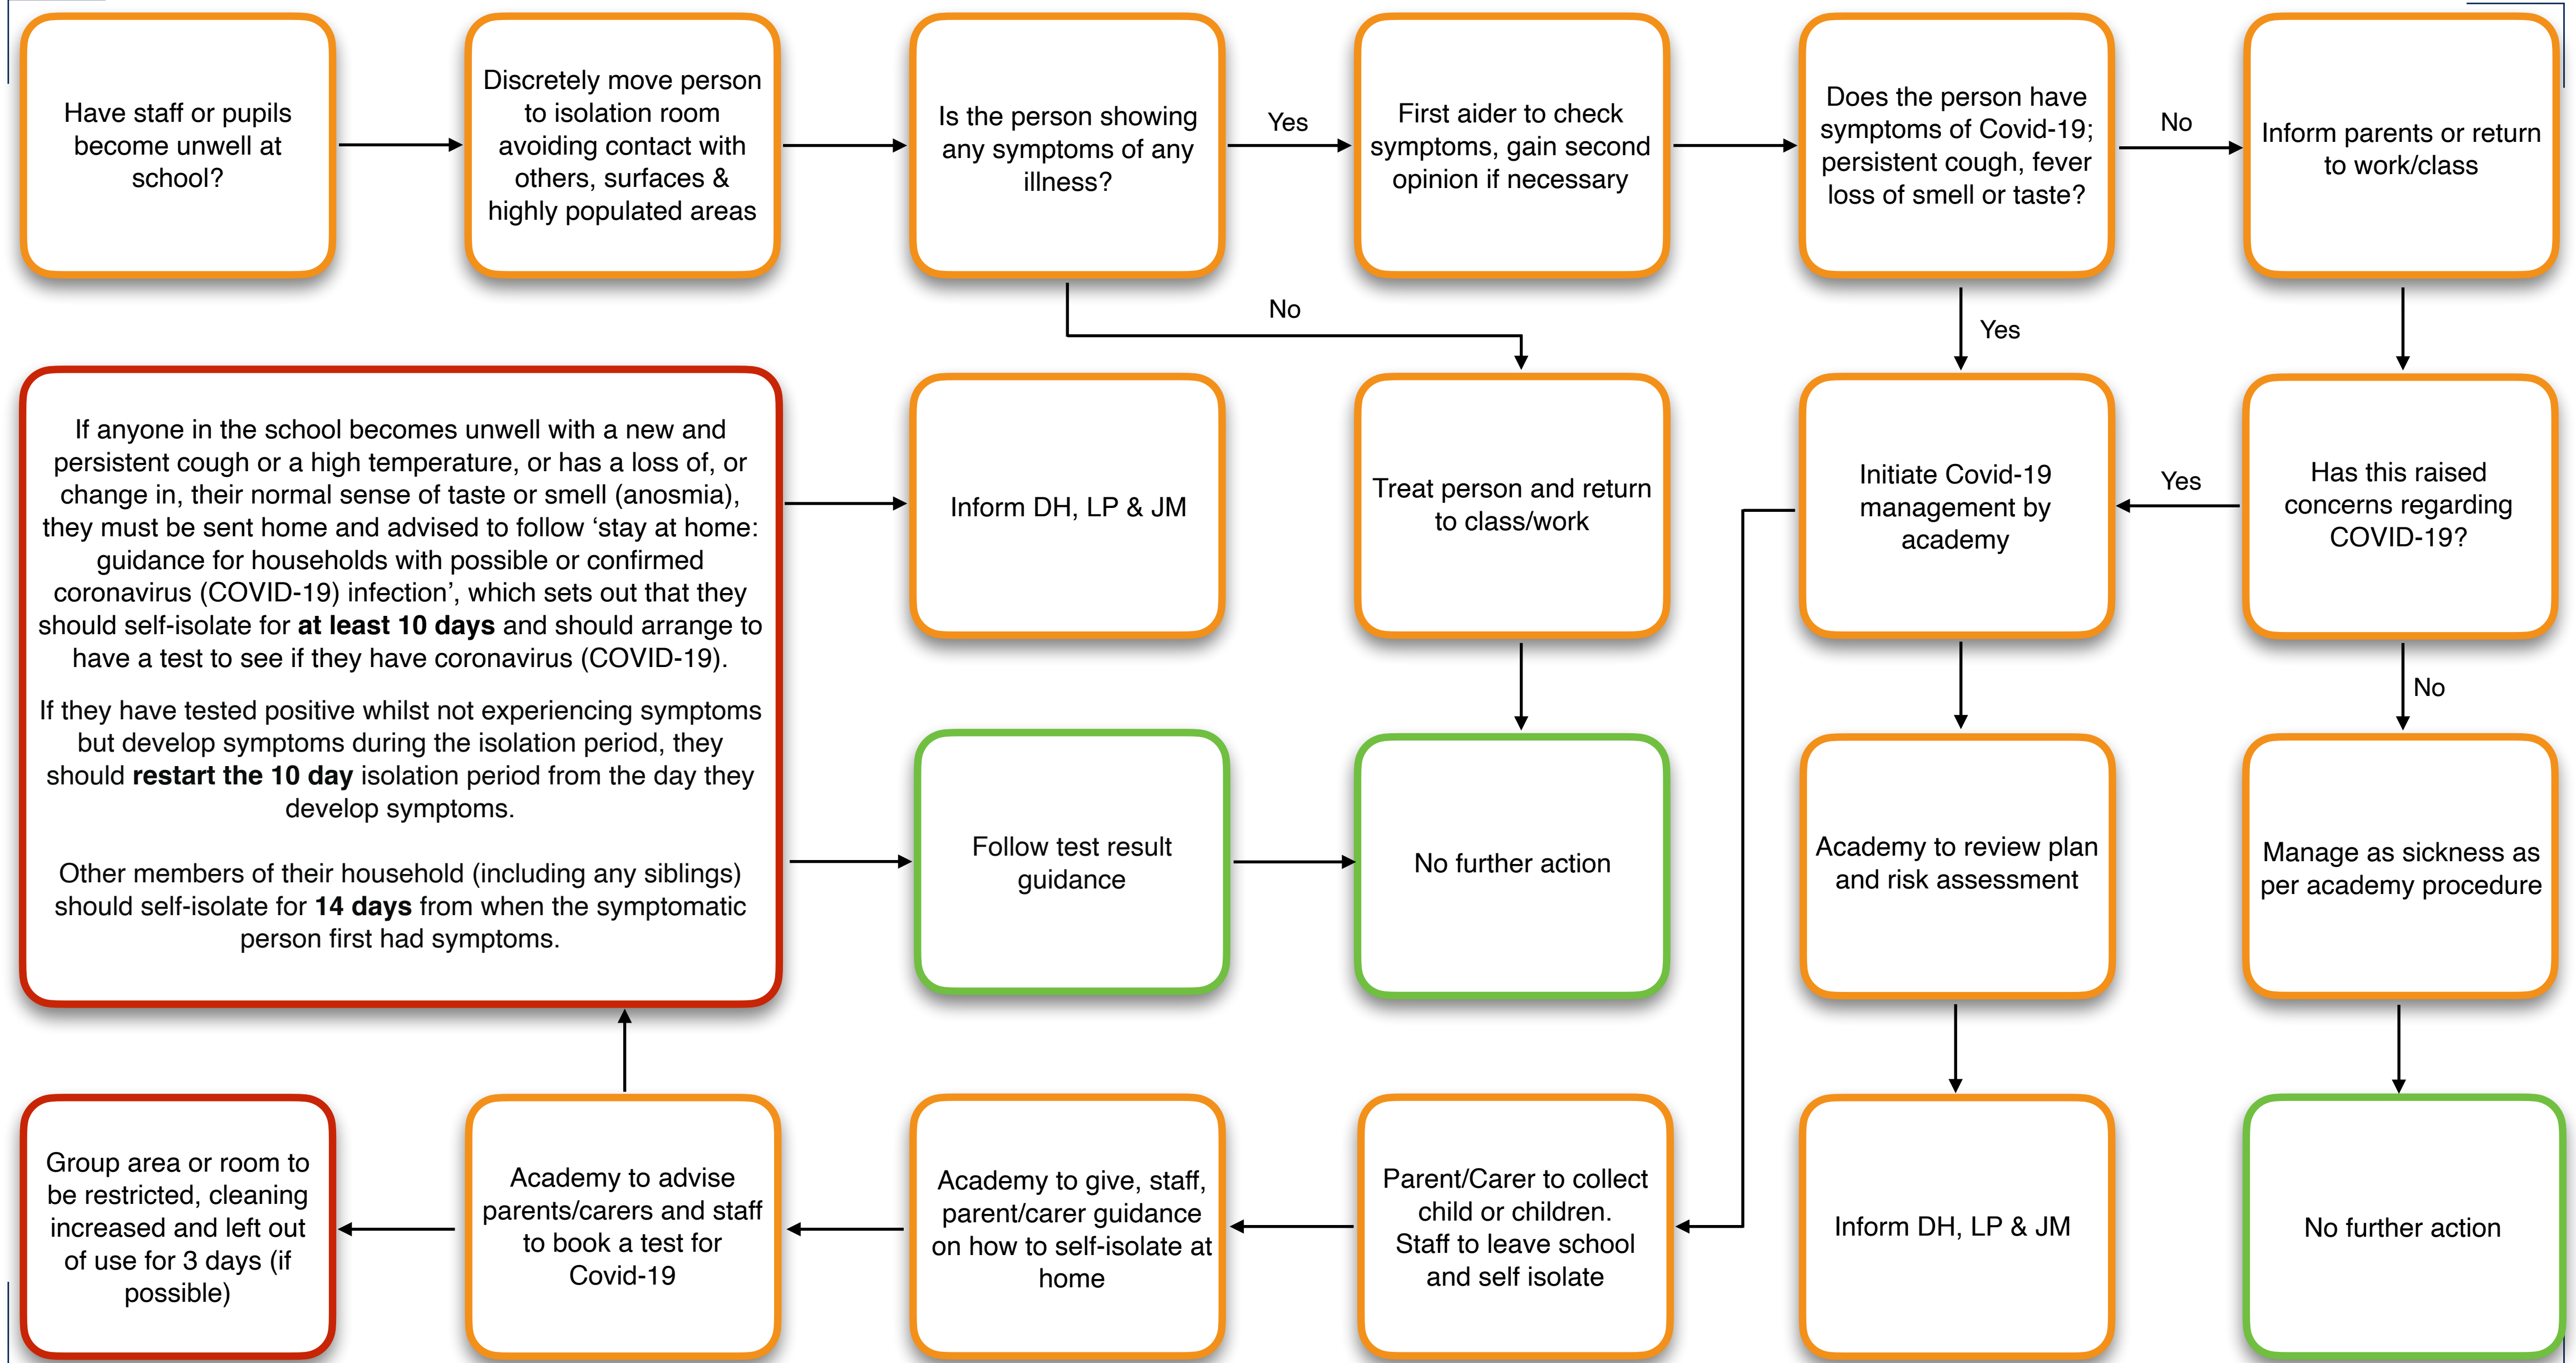 Have staff or pupils
become unwell at
school?
Discretely move person
to isolation room
avoiding contact with
others, surfaces &
highly populated areas
Is the person showing
any symptoms of any
illness?
Yes
First aider to check
symptoms, gain second
opinion if necessary
Does the person have
symptoms of Covid-19;
persistent cough, fever
loss of smell or taste?
No
Inform parents or return
to work/class
No
Yes
If anyone in the school becomes unwell with a new and
persistent cough or a high temperature, or has a loss of, or
change in, their normal sense of taste or smell (anosmia),
they must be sent home and advised to follow ‘stay at home:
guidance for households with possible or confirmed
coronavirus (COVID-19) infection’, which sets out that they
should self-isolate for at least 10 days and should arrange to
have a test to see if they have coronavirus (COVID-19).
If they have tested positive whilst not experiencing symptoms
but develop symptoms during the isolation period, they
should restart the 10 day isolation period from the day they
develop symptoms.
Other members of their household (including any siblings)
should self-isolate for 14 days from when the symptomatic
person first had symptoms.
Inform DH, LP & JM
Treat person and return
to class/work
Initiate Covid-19
management by
academy
Yes
Has this raised
concerns regarding
COVID-19?
No
Follow test result
guidance
No further action
Academy to review plan
and risk assessment
Manage as sickness as
per academy procedure
Group area or room to
be restricted, cleaning
increased and left out
of use for 3 days (if
possible)
Academy to advise
parents/carers and staff
to book a test for
Covid-19
Academy to give, staff,
parent/carer guidance
on how to self-isolate at
home
Parent/Carer to collect
child or children.
Staff to leave school
and self isolate
Inform DH, LP & JM
No further action